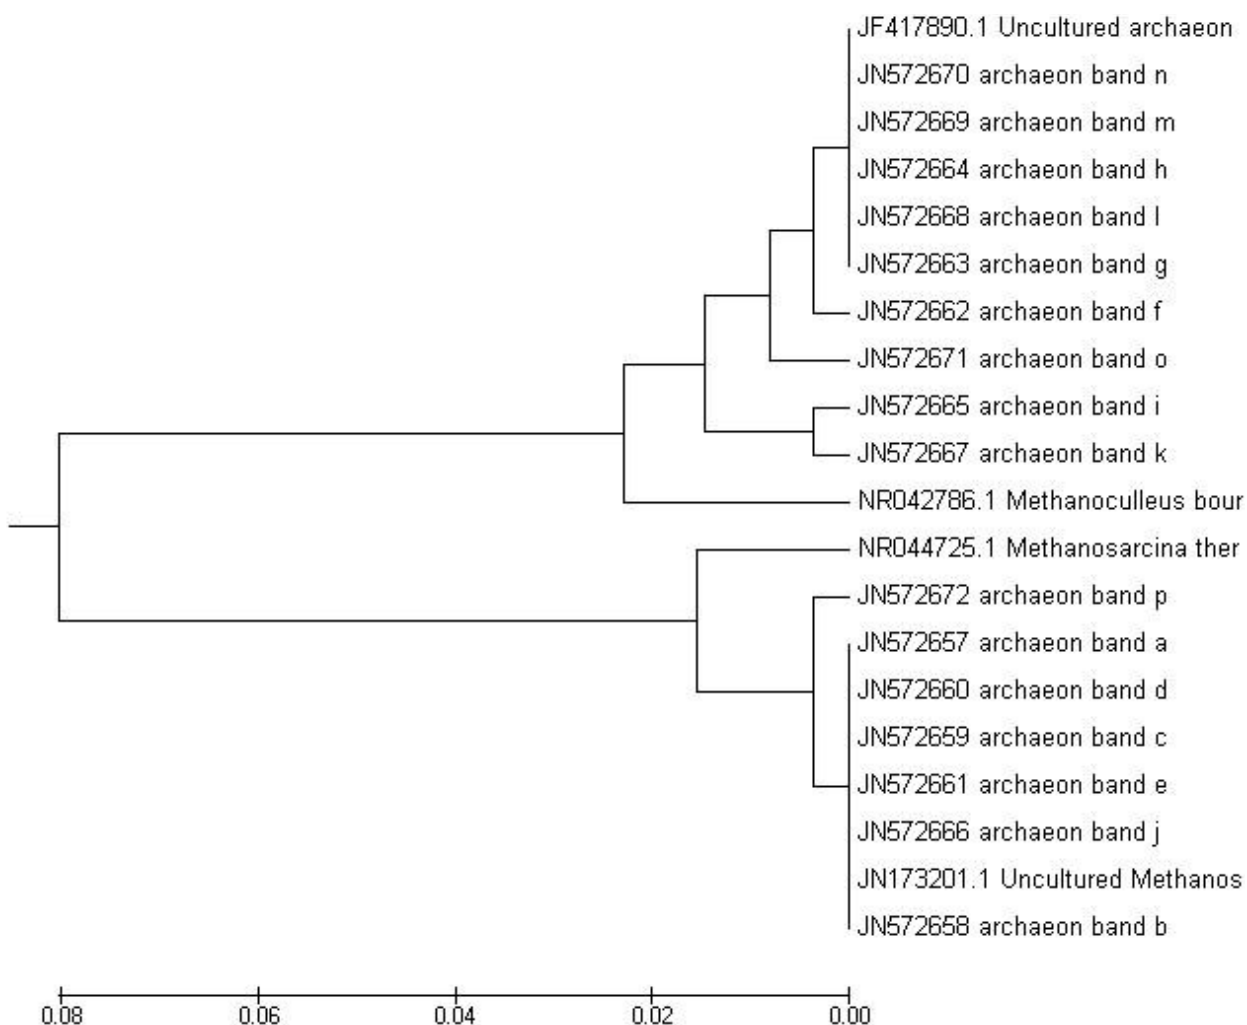 JF417890.1 Uncultured archaeon
JN572670 archaeon band n
JN572669 archaeon band m
JN572664 archaeon band h
JN572668 archaeon band l
JN572663 archaeon band g
JN572662 archaeon band f
JN572671 archaeon band o
JN572665 archaeon band i
JN572667 archaeon band k
NR042786.1 Methanoculleus bour
NR044725.1 Methanosarcina ther
JN572672 archaeon band p
JN572657 archaeon band a
JN572660 archaeon band d
JN572659 archaeon band c
JN572661 archaeon band e
JN572666 archaeon band j
JN173201.1 Uncultured Methanos
JN572658 archaeon band b
0.08 0.06 0.04 0.02 0.00